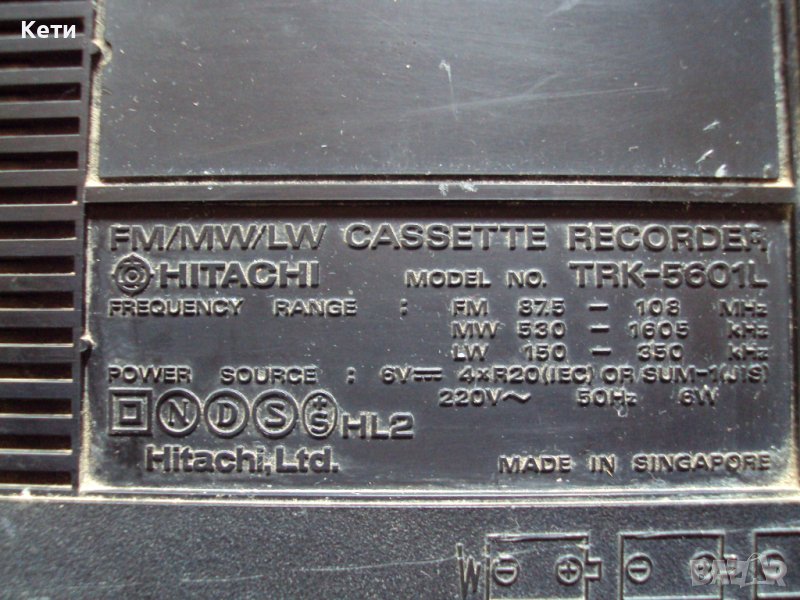 Кети
FM/MW/LW CASSETTE RECORDER
HITACHI MODEL NO. TRK-5601L
FREQUENCY RANGE : FM 87.5 – 108 MHz
MW 530 – 1605 kHz
LW 150 – 350 kHz
POWER SOURCE : 6V⎓ 4×R20(IEC) OR SUM-1(JIS)
220V~ 50Hz 6W
N D S S HL2
Hitachi, Ltd. MADE IN SINGAPORE
W ⊖ ⊕ ⊖ ⊕
BAZAR